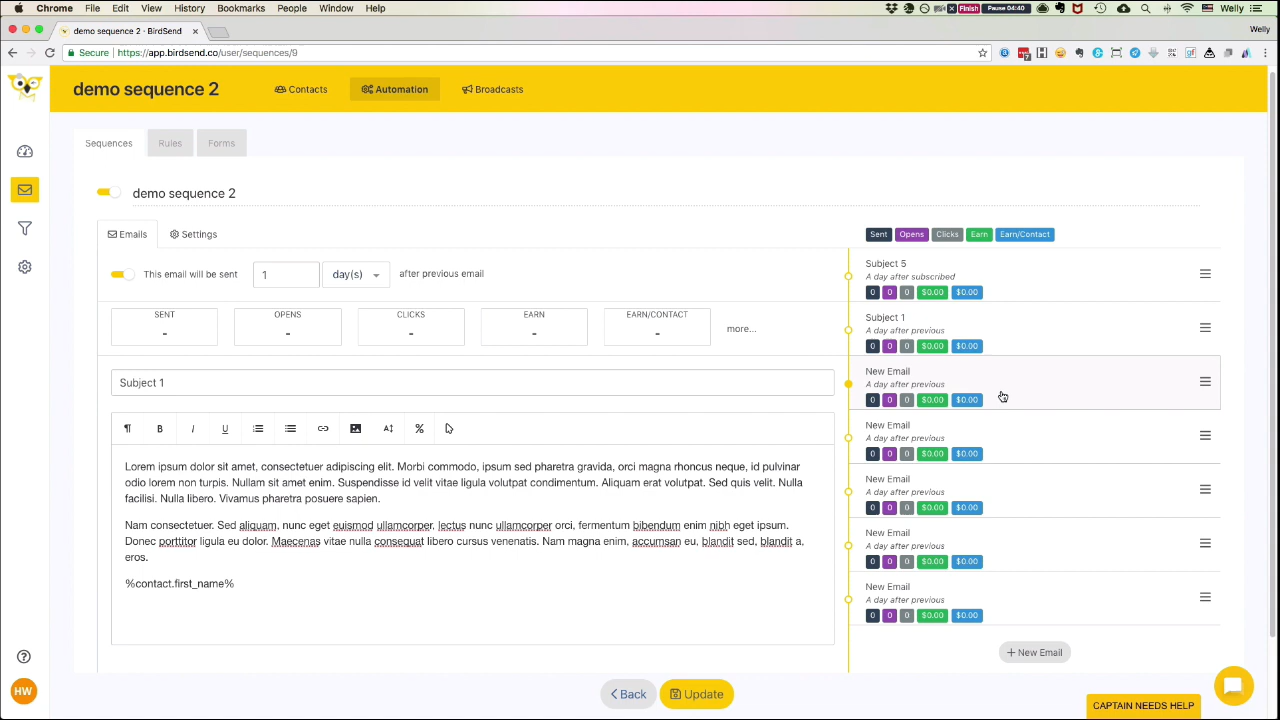 Chrome File Edit View History Bookmarks People Window Help Finish Pause 04:40 Welly
demo sequence 2 · BirdSend Welly
Secure https://app.birdsend.co/user/sequences/9
demo sequence 2 Contacts Automation Broadcasts
Sequences Rules Forms
demo sequence 2
Emails Settings
This email will be sent 1 day(s) after previous email
SENT OPENS CLICKS EARN EARN/CONTACT
- - - - - more...
Subject 1
Lorem ipsum dolor sit amet, consectetuer adipiscing elit. Morbi commodo, ipsum sed pharetra gravida, orci magna rhoncus neque, id pulvinar
odio lorem non turpis. Nullam sit amet enim. Suspendisse id velit vitae ligula volutpat condimentum. Aliquam erat volutpat. Sed quis velit. Nulla
facilisi. Nulla libero. Vivamus pharetra posuere sapien.
Nam consectetuer. Sed aliquam, nunc eget euismod ullamcorper, lectus nunc ullamcorper orci, fermentum bibendum enim nibh eget ipsum.
Donec porttitor ligula eu dolor. Maecenas vitae nulla consequat libero cursus venenatis. Nam magna enim, accumsan eu, blandit sed, blandit a,
eros.
%contact.first_name%
Sent Opens Clicks Earn Earn/Contact
Subject 5
A day after subscribed
0 0 0 $0.00 $0.00
Subject 1
A day after previous
0 0 0 $0.00 $0.00
New Email
A day after previous
0 0 0 $0.00 $0.00
New Email
A day after previous
0 0 0 $0.00 $0.00
New Email
A day after previous
0 0 0 $0.00 $0.00
New Email
A day after previous
0 0 0 $0.00 $0.00
New Email
A day after previous
0 0 0 $0.00 $0.00
+ New Email
Back Update
HW
CAPTAIN NEEDS HELP